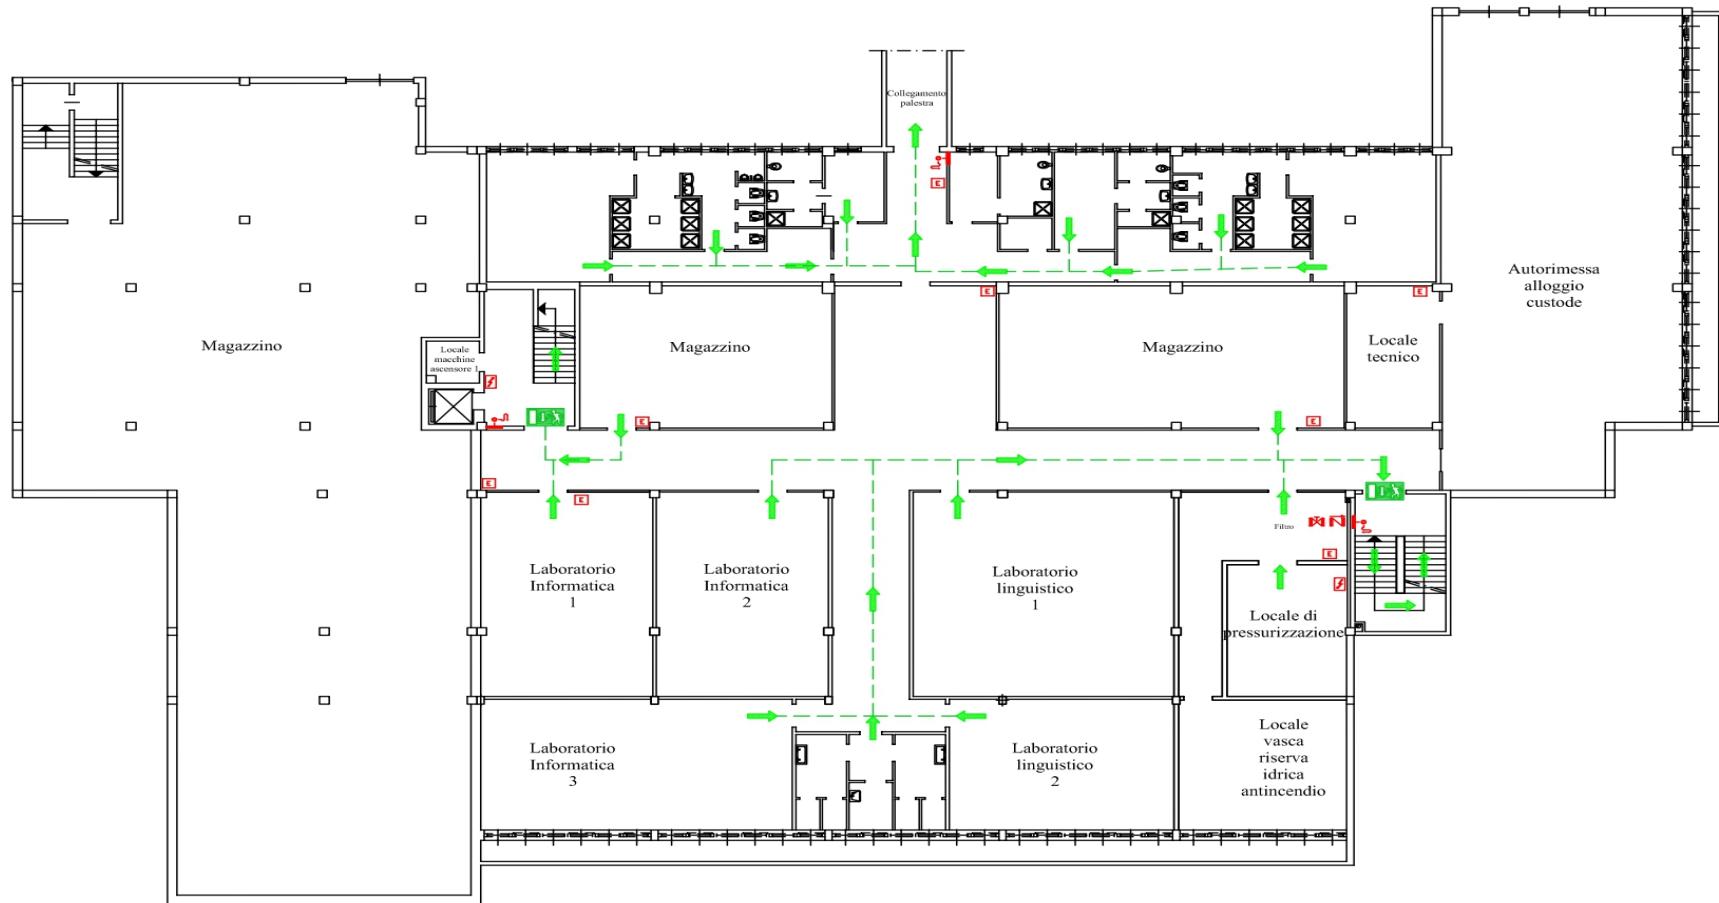 Collegamento
palestra
Autorimessa
alloggio
custode
Magazzino
Locale
macchine
ascensore 1
Magazzino
Magazzino
Locale
tecnico
E
E
E
E
E
E
E
E
Filtro
Laboratorio
Informatica
1
Laboratorio
Informatica
2
Laboratorio
linguistico
1
Locale di
pressurizzazione
Laboratorio
Informatica
3
Laboratorio
linguistico
2
Locale
vasca
riserva
idrica
antincendio